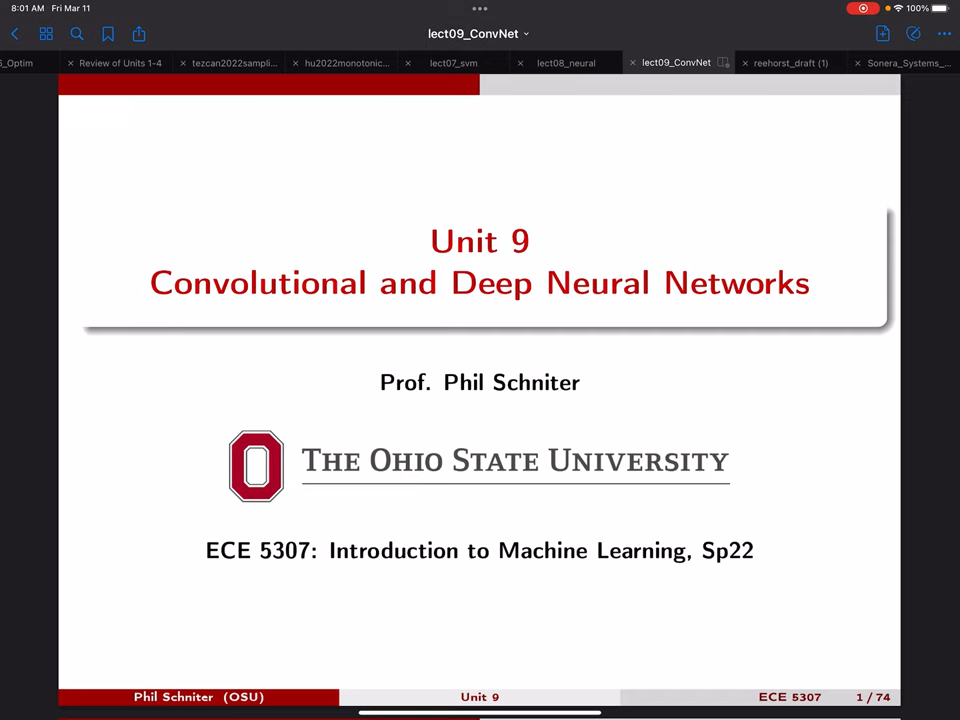 8:01 AM Fri Mar 11
100%
lect09_ConvNet
5_Optim
Review of Units 1-4
tezcan2022sampli...
hu2022monotonic...
lect07_svm
lect08_neural
lect09_ConvNet
reehorst_draft (1)
Sonera_Systems_...
Unit 9
Convolutional and Deep Neural Networks
Prof. Phil Schniter
THE OHIO STATE UNIVERSITY
ECE 5307: Introduction to Machine Learning, Sp22
Phil Schniter (OSU)
Unit 9
ECE 5307
1 / 74